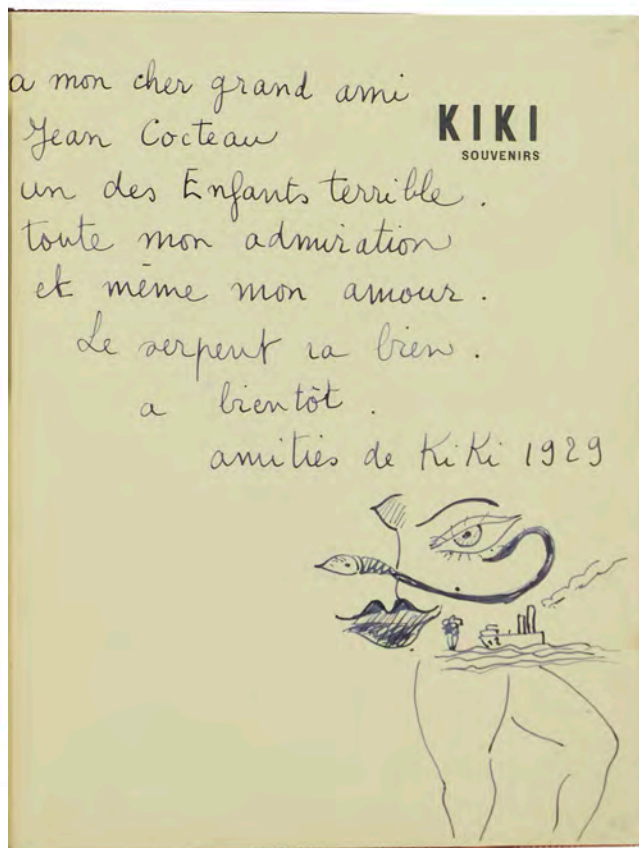 a mon cher grand ami
KIKI
SOUVENIRS
Jean Cocteau
un des Enfants terrible.
toute mon admiration
et même mon amour.
Le serpent va bien.
a bientôt.
amitiés de KiKi 1929